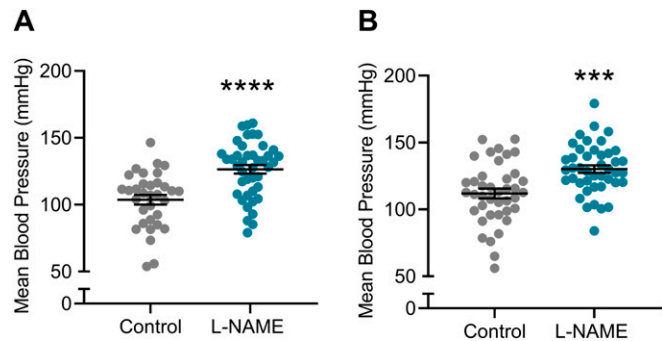 A
Mean Blood Pressure (mmHg)
200
150
100
50
0
****
Control
L-NAME
B
Mean Blood Pressure (mmHg)
200
150
100
50
0
***
Control
L-NAME